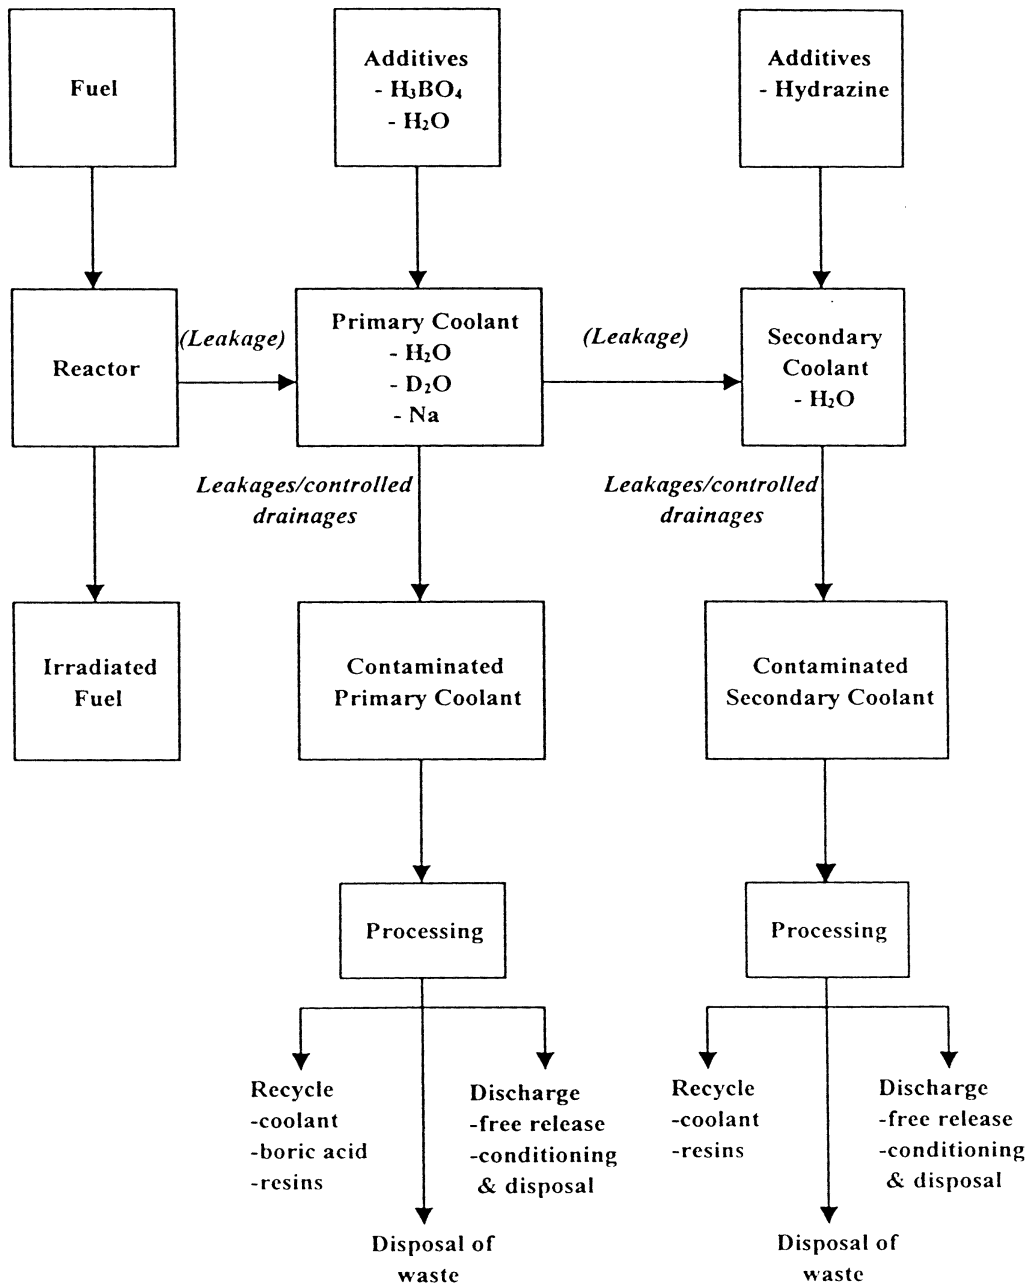 Fuel
Additives
- H₃BO₄
- H₂O
Additives
- Hydrazine
Reactor
(Leakage)
Primary Coolant
- H₂O
- D₂O
- Na
(Leakage)
Secondary
Coolant
- H₂O
Leakages/controlled
drainages
Leakages/controlled
drainages
Irradiated
Fuel
Contaminated
Primary Coolant
Contaminated
Secondary Coolant
Processing
Processing
Recycle
-coolant
-boric acid
-resins
Discharge
-free release
-conditioning
& disposal
Recycle
-coolant
-resins
Discharge
-free release
-conditioning
& disposal
Disposal of
waste
Disposal of
waste